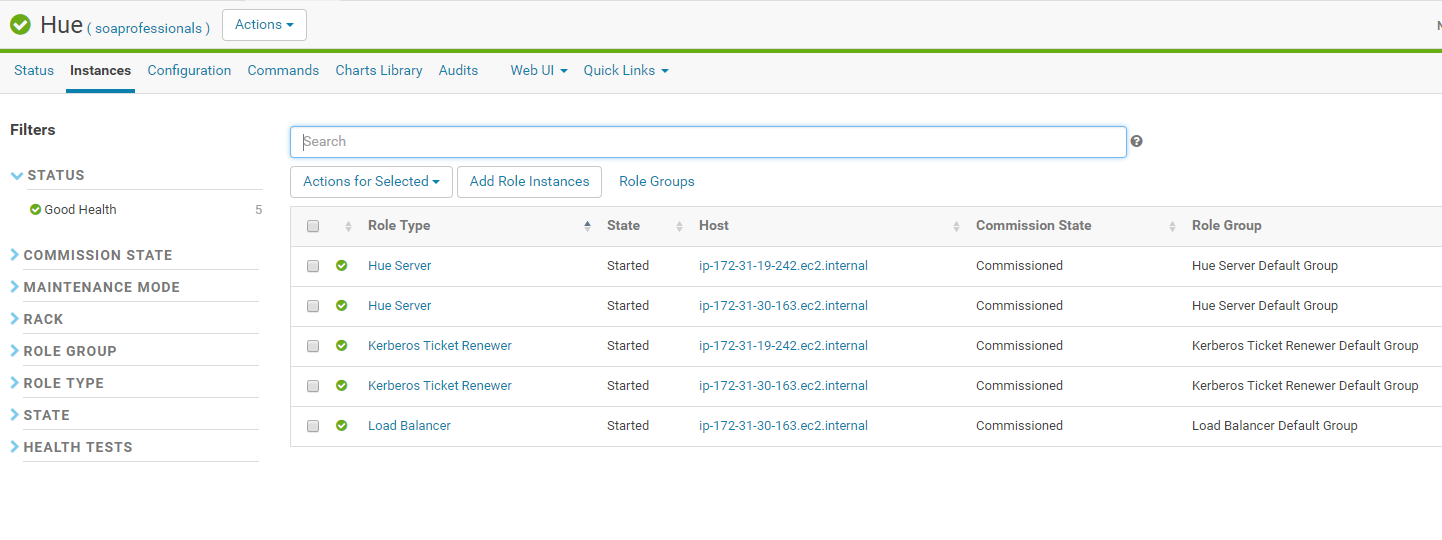 Hue ( soaprofessionals ) Actions
Status Instances Configuration Commands Charts Library Audits Web UI Quick Links
Filters
Search
STATUS
Good Health 5
COMMISSION STATE
MAINTENANCE MODE
RACK
ROLE GROUP
ROLE TYPE
STATE
HEALTH TESTS
Actions for Selected Add Role Instances Role Groups
Role Type State Host Commission State Role Group
Hue Server Started ip-172-31-19-242.ec2.internal Commissioned Hue Server Default Group
Hue Server Started ip-172-31-30-163.ec2.internal Commissioned Hue Server Default Group
Kerberos Ticket Renewer Started ip-172-31-19-242.ec2.internal Commissioned Kerberos Ticket Renewer Default Group
Kerberos Ticket Renewer Started ip-172-31-30-163.ec2.internal Commissioned Kerberos Ticket Renewer Default Group
Load Balancer Started ip-172-31-30-163.ec2.internal Commissioned Load Balancer Default Group